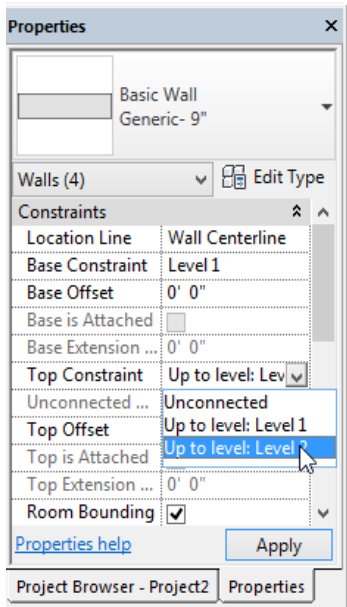 Properties
Basic Wall
Generic- 9"
Walls (4) Edit Type
Constraints
Location Line Wall Centerline
Base Constraint Level 1
Base Offset 0' 0"
Base is Attached
Base Extension ... 0' 0"
Top Constraint Up to level: Lev
Unconnected ... Unconnected
Top Offset Up to level: Level 1
Top is Attached Up to level: Level 2
Top Extension ... 0' 0"
Room Bounding
Properties help Apply
Project Browser - Project2 Properties